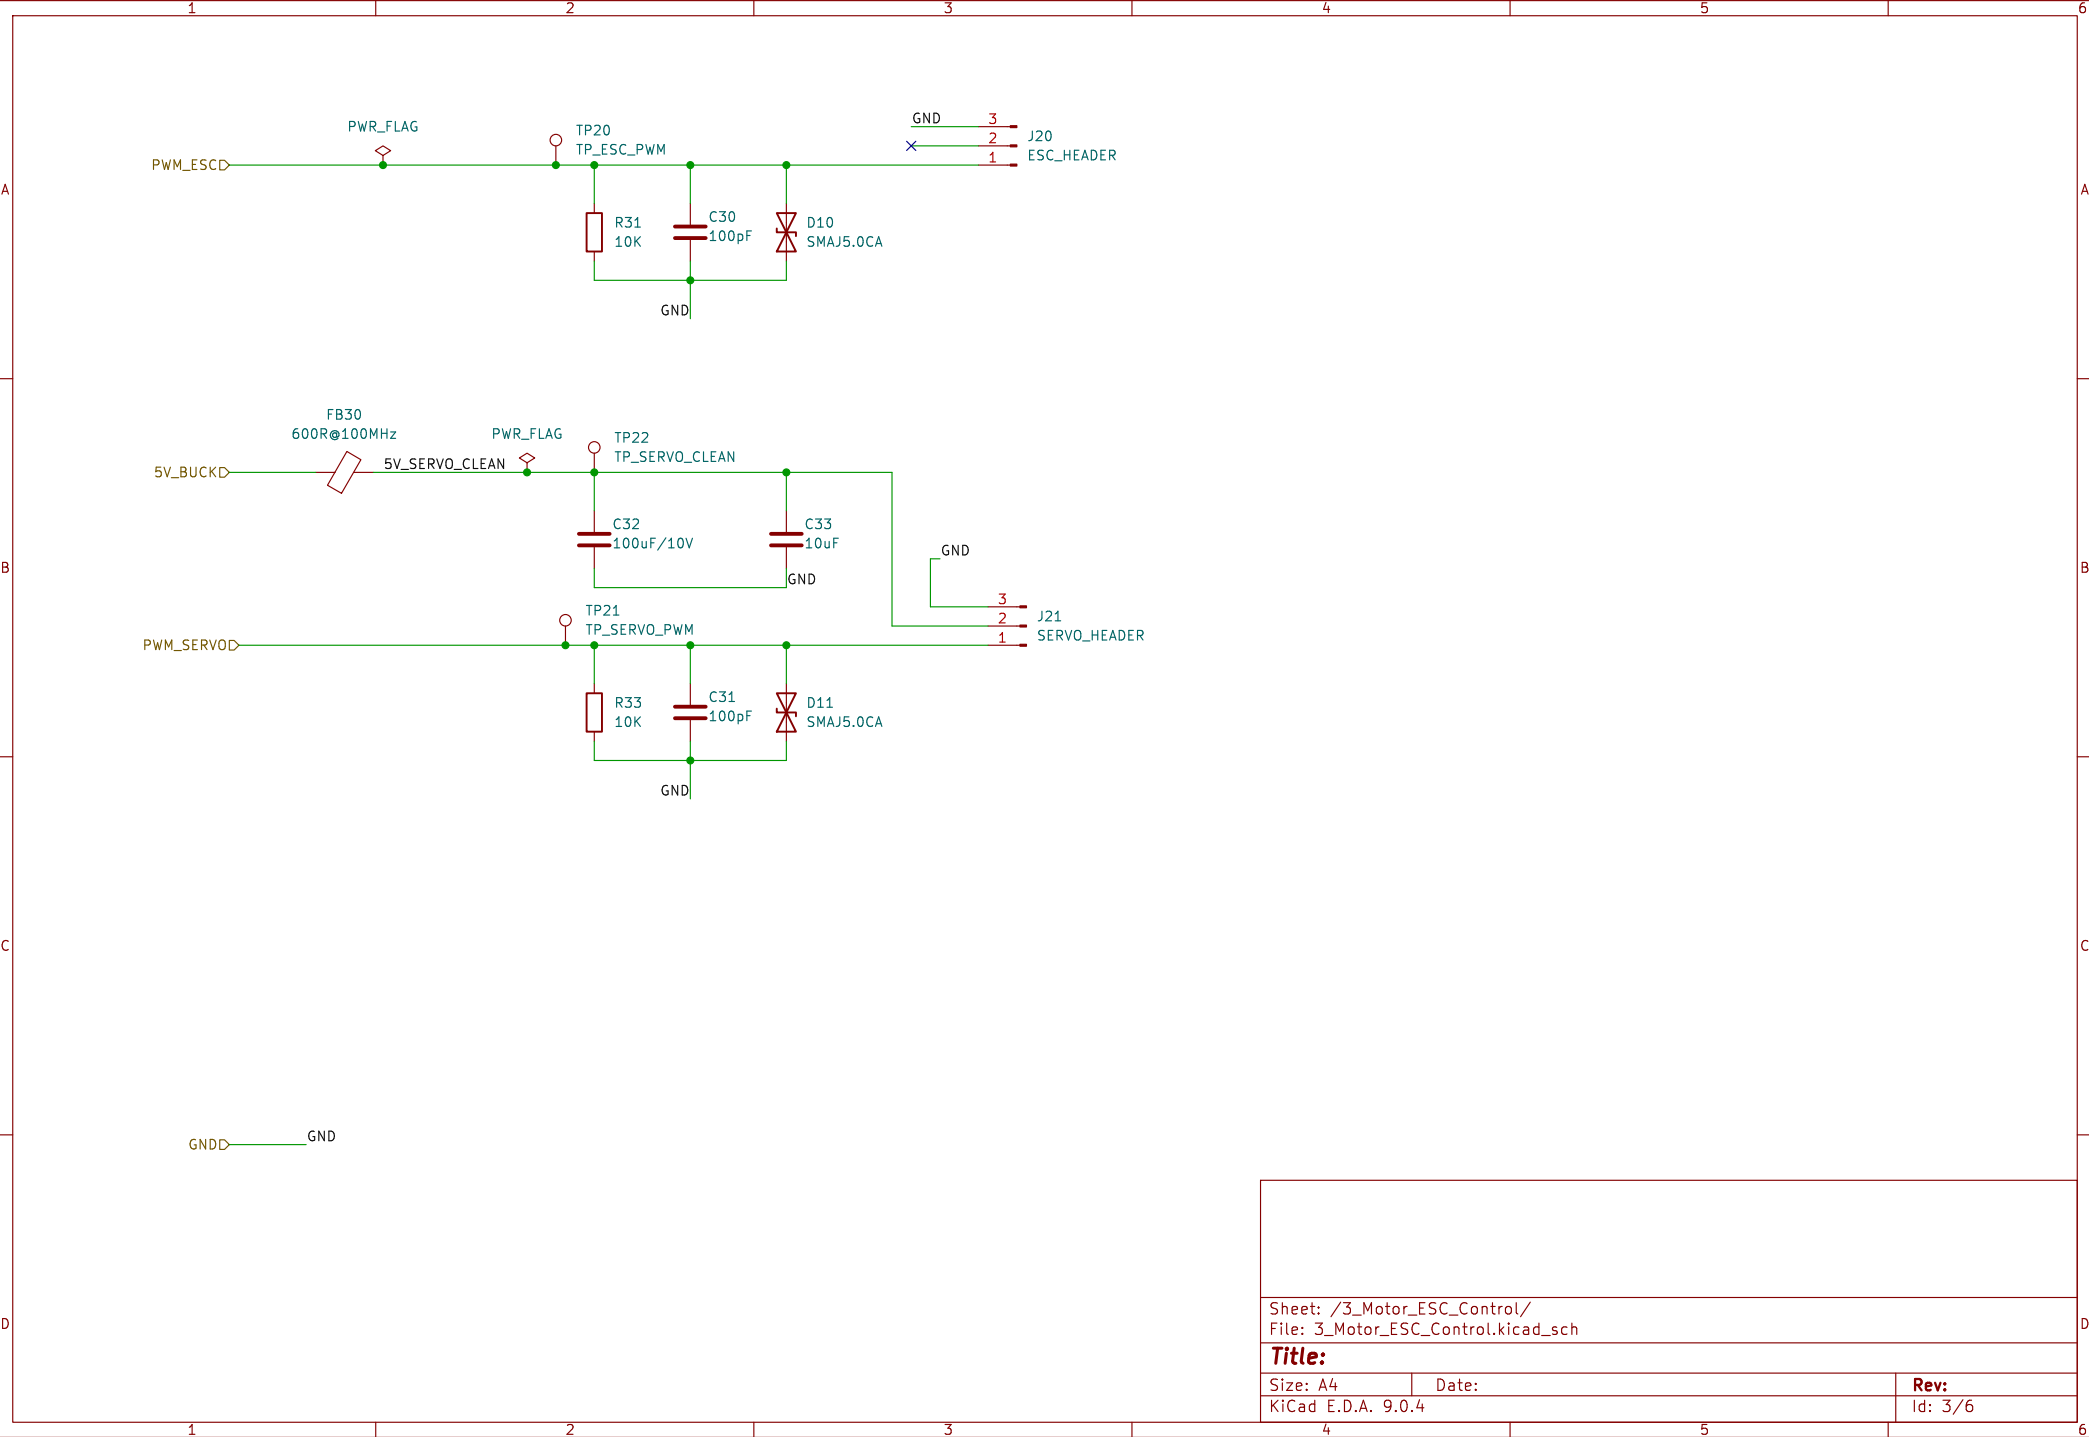 1 2 3 4 5 6
PWR_FLAG
TP20
TP_ESC_PWM
PWM_ESC
GND
3
2
1
J20
ESC_HEADER
A
A
R31
10K
C30
100pF
D10
SMAJ5.0CA
GND
FB30
600R@100MHz
PWR_FLAG
TP22
TP_SERVO_CLEAN
5V_BUCK
5V_SERVO_CLEAN
C32
100uF/10V
C33
10uF
GND
GND
B
B
TP21
TP_SERVO_PWM
PWM_SERVO
3
2
1
J21
SERVO_HEADER
R33
10K
C31
100pF
D11
SMAJ5.0CA
GND
C
C
GND
GND
Sheet: /3_Motor_ESC_Control/
File: 3_Motor_ESC_Control.kicad_sch
D
D
Title:
Size: A4
Date:
Rev:
KiCad E.D.A. 9.0.4
Id: 3/6
1 2 3 4 5 6